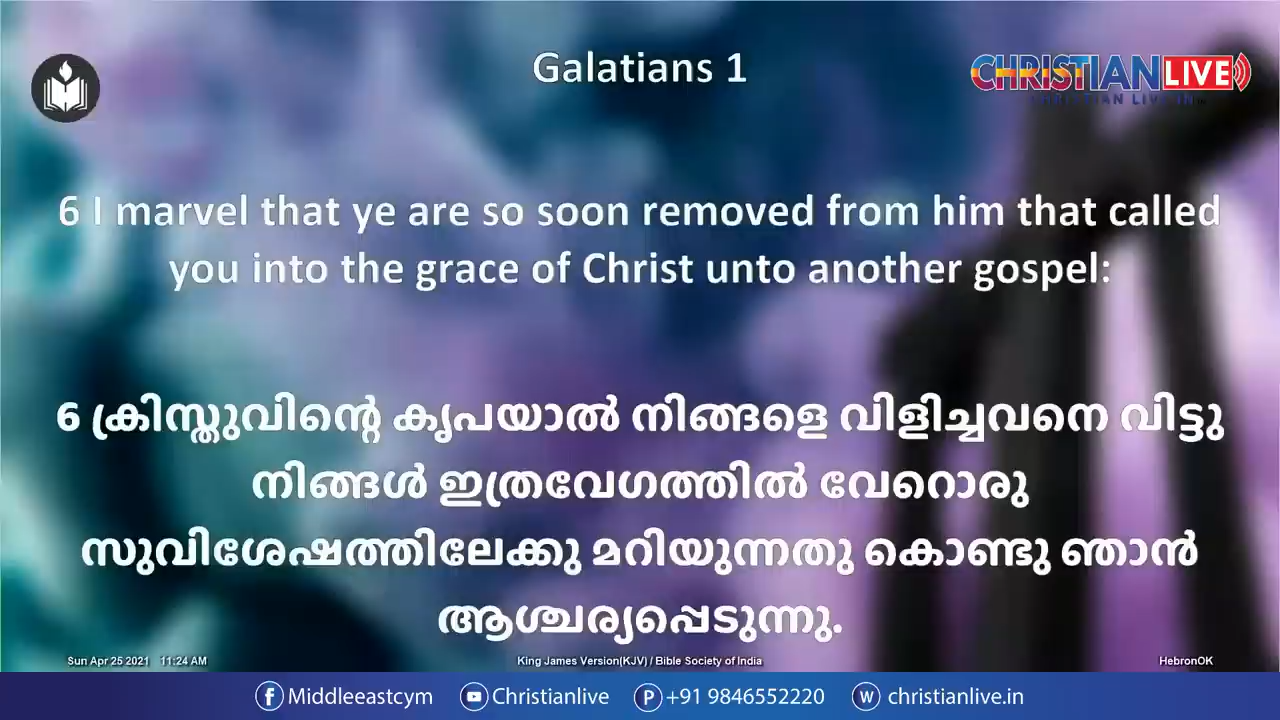 Galatians 1
CHRISTIAN LIVE
CHRISTIAN LIVE IN
6 I marvel that ye are so soon removed from him that called
you into the grace of Christ unto another gospel:
6 ക്രിസ്തുവിന്റെ കൃപയാൽ നിങ്ങളെ വിളിച്ചവനെ വിട്ടു
നിങ്ങൾ ഇത്രവേഗത്തിൽ വേറൊരു
സുവിശേഷത്തിലേക്കു മറിയുന്നതു കൊണ്ടു ഞാൻ
ആശ്ചര്യപ്പെടുന്നു.
Sun Apr 25 2021 11:24 AM King James Version(KJV) / Bible Society of India HebronOK
Middleeastcym Christianlive P +91 9846552220 W christianlive.in